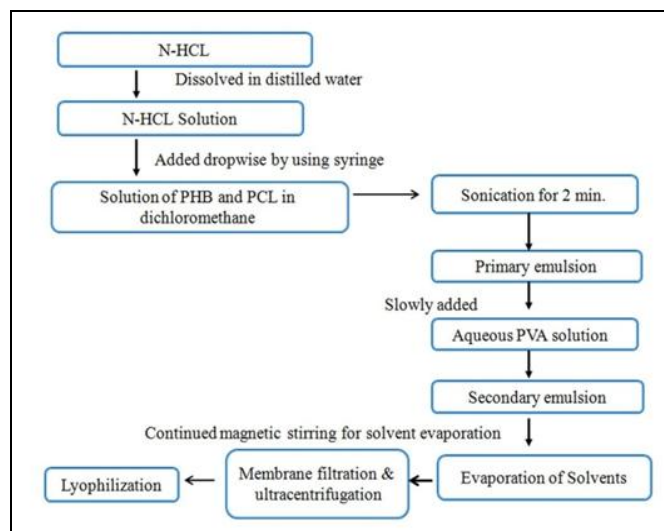 N-HCL
Dissolved in distilled water
N-HCL Solution
Added dropwise by using syringe
Solution of PHB and PCL in
dichloromethane
Sonication for 2 min.
Primary emulsion
Slowly added
Aqueous PVA solution
Secondary emulsion
Continued magnetic stirring for solvent evaporation
Evaporation of Solvents
Membrane filtration &
ultracentrifugation
Lyophilization